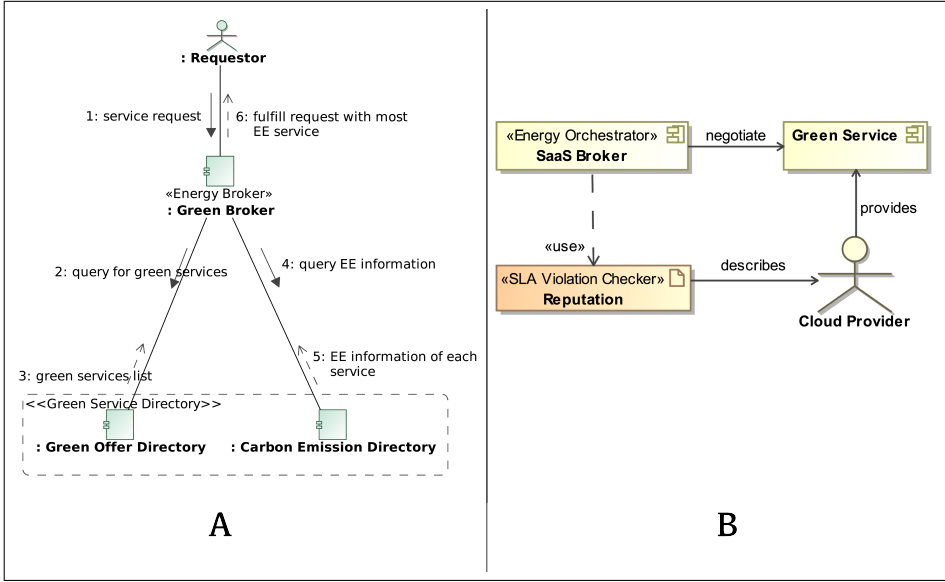 : Requestor
1: service request
6: fulfill request with most
EE service
«Energy Broker»
: Green Broker
2: query for green services
4: query EE information
3: green services list
5: EE information of each
service
<<Green Service Directory>>
: Green Offer Directory
: Carbon Emission Directory
A
«Energy Orchestrator»
SaaS Broker
negotiate
Green Service
provides
«use»
«SLA Violation Checker»
Reputation
describes
Cloud Provider
B